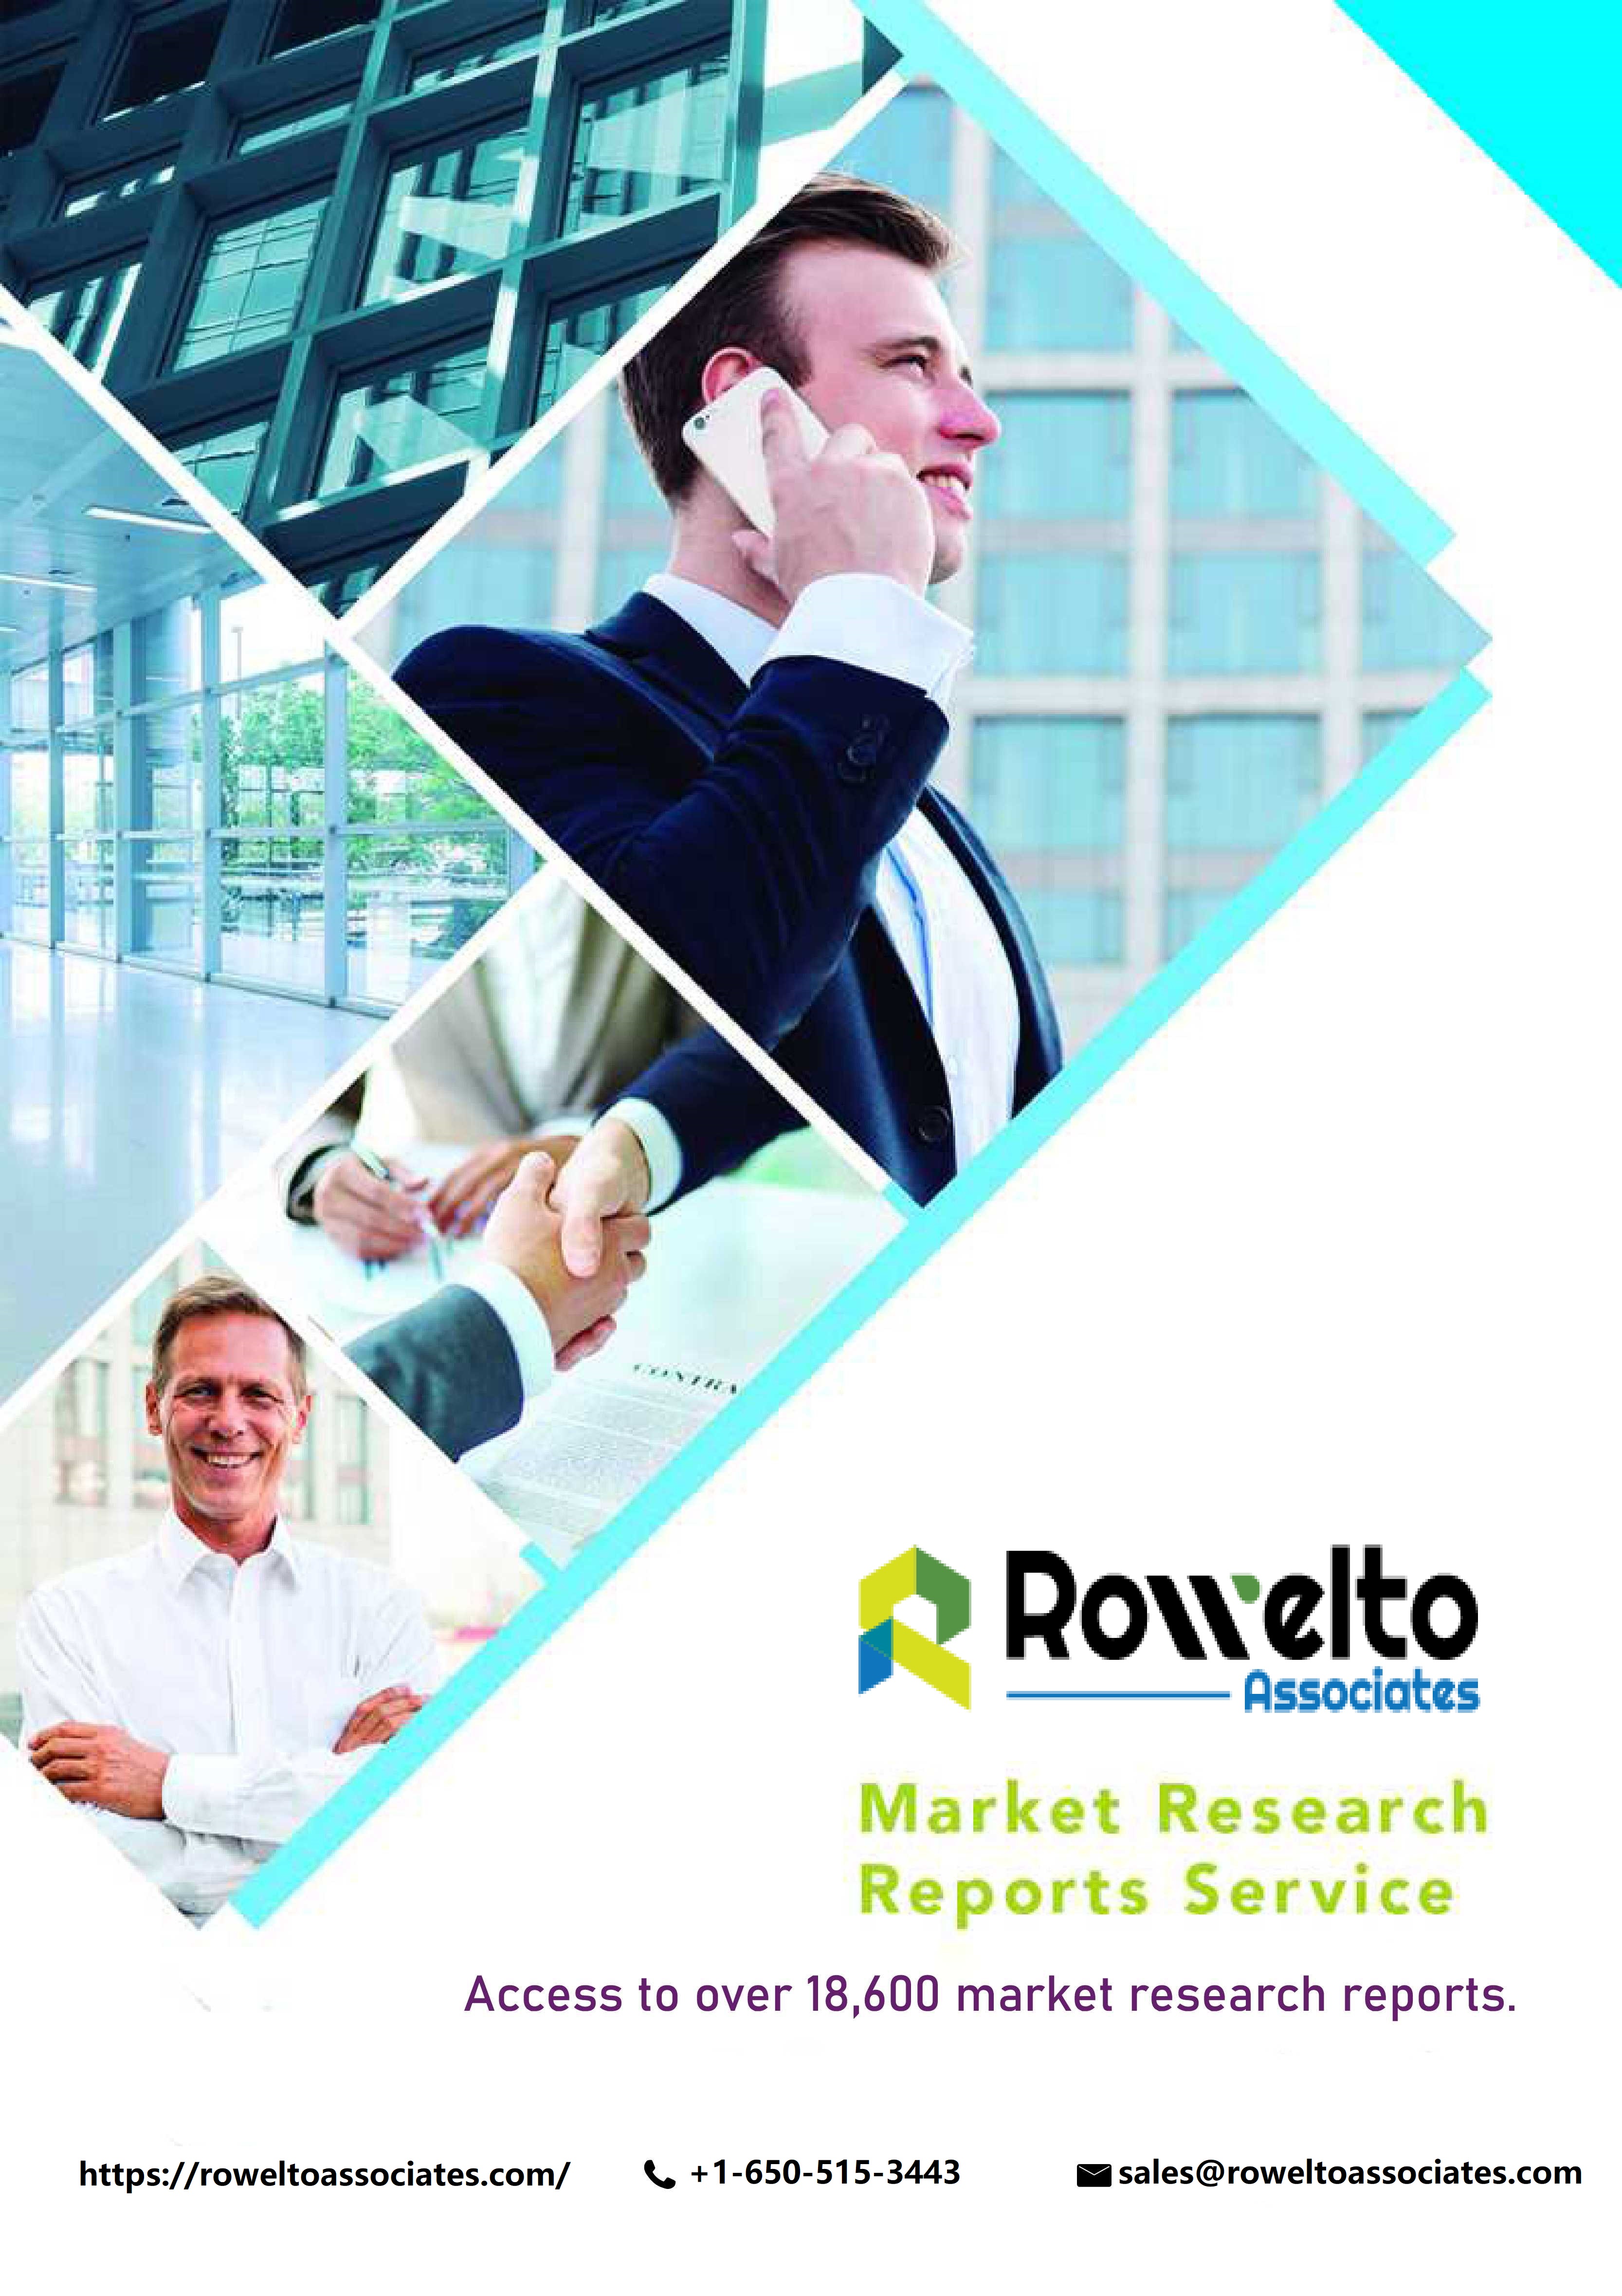 CONTRA
Rowelto
Associates
Market Research
Reports Service
Access to over 18,600 market research reports.
https://roweltoassociates.com/
+1-650-515-3443
sales@roweltoassociates.com